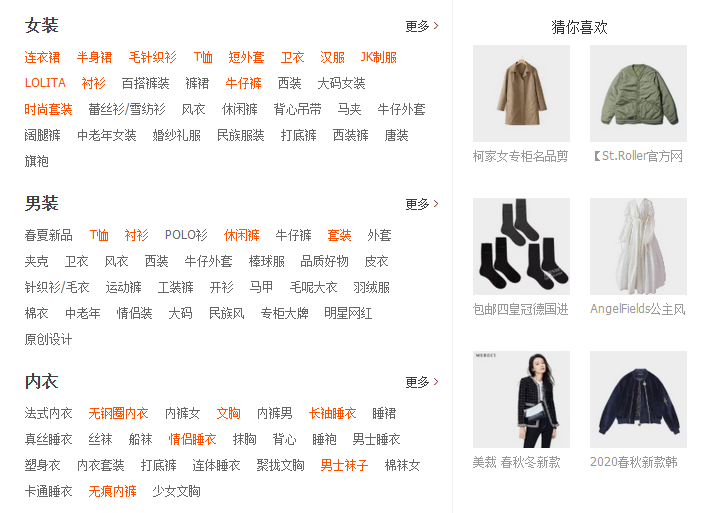 女装 更多 >
连衣裙 半身裙 毛针织衫 T恤 短外套 卫衣 汉服 JK制服
LOLITA 衬衫 百搭裤装 裙裤 牛仔裤 西装 大码女装
时尚套装 蕾丝衫/雪纺衫 风衣 休闲裤 背心吊带 马夹 牛仔外套
阔腿裤 中老年女装 婚纱礼服 民族服装 打底裤 西装裤 唐装
旗袍
男装 更多 >
春夏新品 T恤 衬衫 POLO衫 休闲裤 牛仔裤 套装 外套
夹克 卫衣 风衣 西装 牛仔外套 棒球服 品质好物 皮衣
针织衫/毛衣 运动裤 工装裤 开衫 马甲 毛呢大衣 羽绒服
棉衣 中老年 情侣装 大码 民族风 专柜大牌 明星网红
原创设计
内衣 更多 >
法式内衣 无钢圈内衣 内裤女 文胸 内裤男 长袖睡衣 睡裙
真丝睡衣 丝袜 船袜 情侣睡衣 抹胸 背心 睡袍 男士睡衣
塑身衣 内衣套装 打底裤 连体睡衣 聚拢文胸 男士袜子 棉袜女
卡通睡衣 无痕内裤 少女文胸
猜你喜欢
柯家女专柜名品剪 【St.Roller官方网
包邮四皇冠德国进 AngelFields公主风
美裁 春秋冬新款 2020春秋新款韩